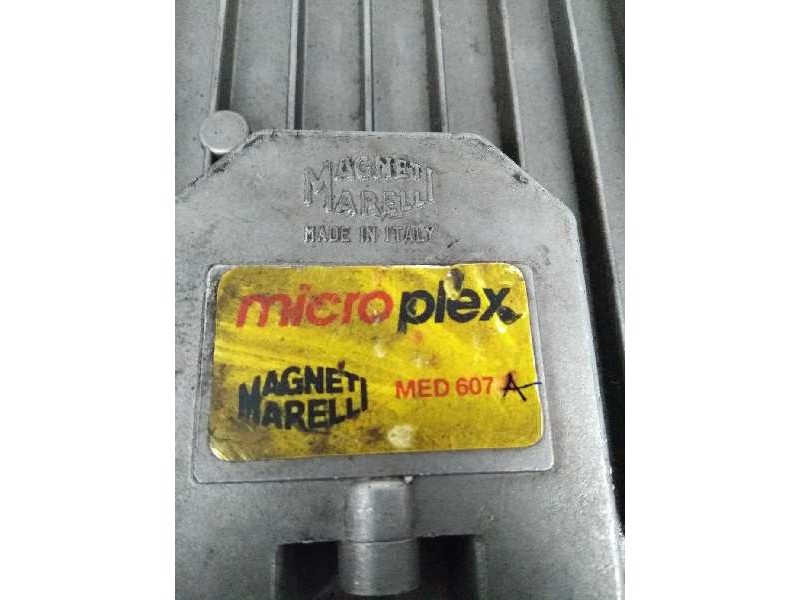 MAGNETI
MARELLI
MADE IN ITALY
microplex
MAGNETI
MARELLI
MED 607 A